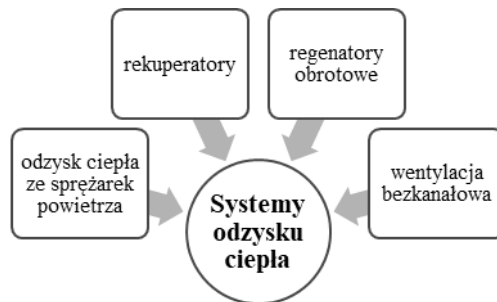 rekuperatory
regenatory
obrotowe
odzysk ciepła
ze sprężarek
powietrza
wentylacja
bezkanałowa
Systemy
odzysku
ciepła